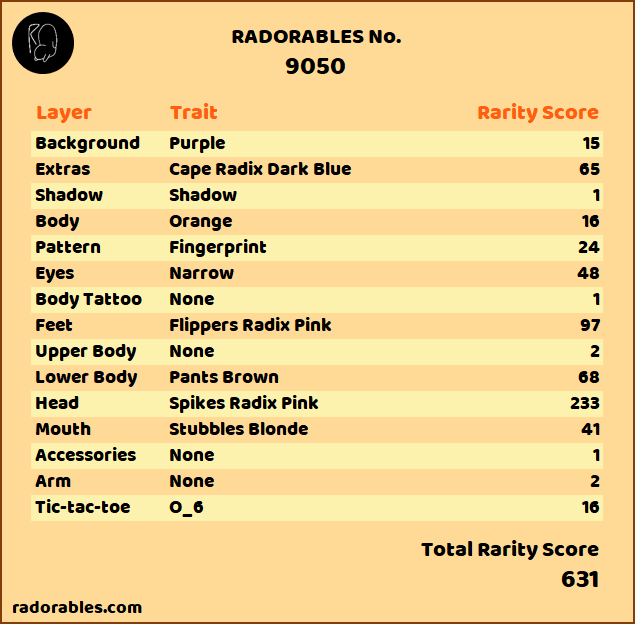 RADORABLES No.
9050
Layer Trait Rarity Score
Background Purple 15
Extras Cape Radix Dark Blue 65
Shadow Shadow 1
Body Orange 16
Pattern Fingerprint 24
Eyes Narrow 48
Body Tattoo None 1
Feet Flippers Radix Pink 97
Upper Body None 2
Lower Body Pants Brown 68
Head Spikes Radix Pink 233
Mouth Stubbles Blonde 41
Accessories None 1
Arm None 2
Tic-tac-toe O_6 16
Total Rarity Score
631
radorables.com